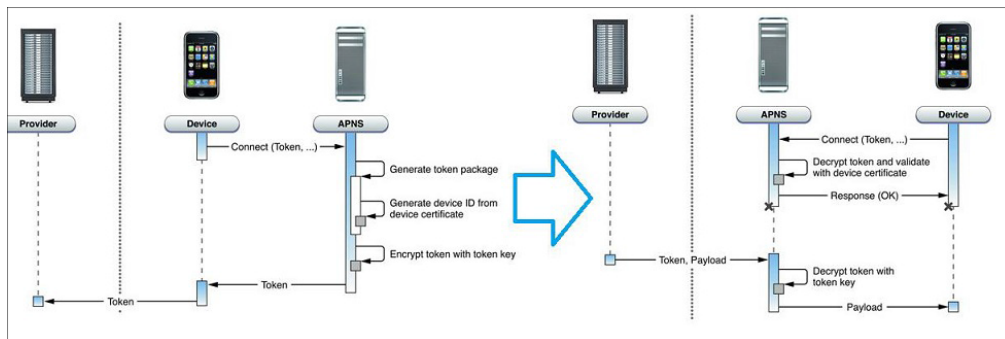 Provider
Device
APNS
Connect (Token, ...)
Generate token package
Generate device ID from
device certificate
Encrypt token with token key
Token
Token
Provider
APNS
Device
Connect (Token, ...)
Decrypt token and validate
with device certificate
Response (OK)
Token, Payload
Decrypt token with
token key
Payload